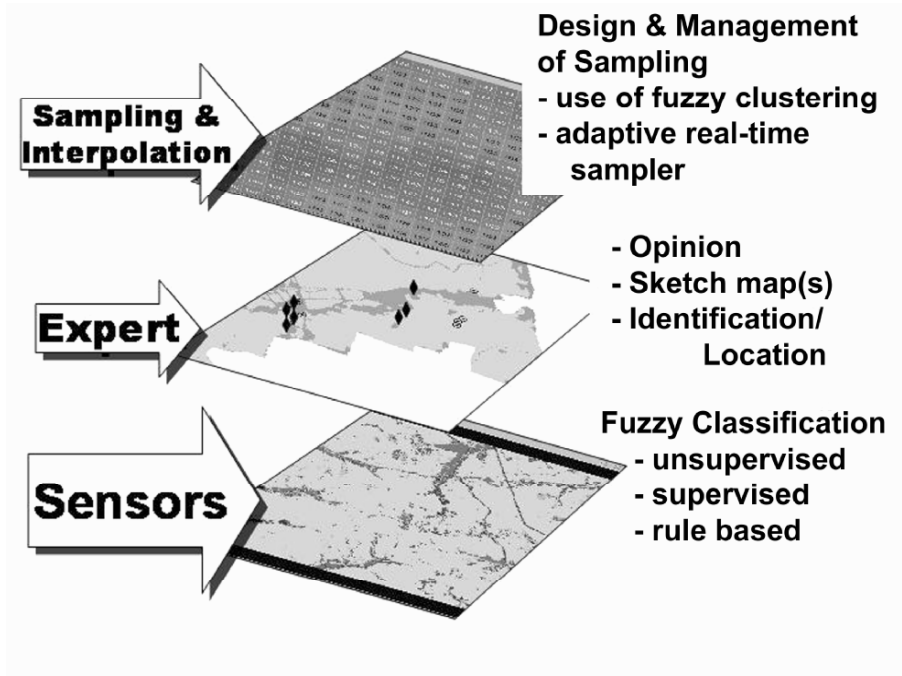 Design & Management
of Sampling
- use of fuzzy clustering
- adaptive real-time
sampler
Sampling &
Interpolation
- Opinion
- Sketch map(s)
- Identification/
Location
Expert
Fuzzy Classification
- unsupervised
- supervised
- rule based
Sensors